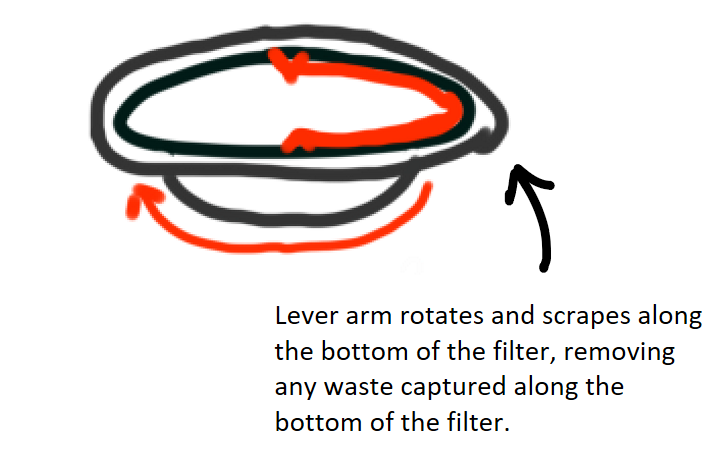 Lever arm rotates and scrapes along
the bottom of the filter, removing
any waste captured along the
bottom of the filter.